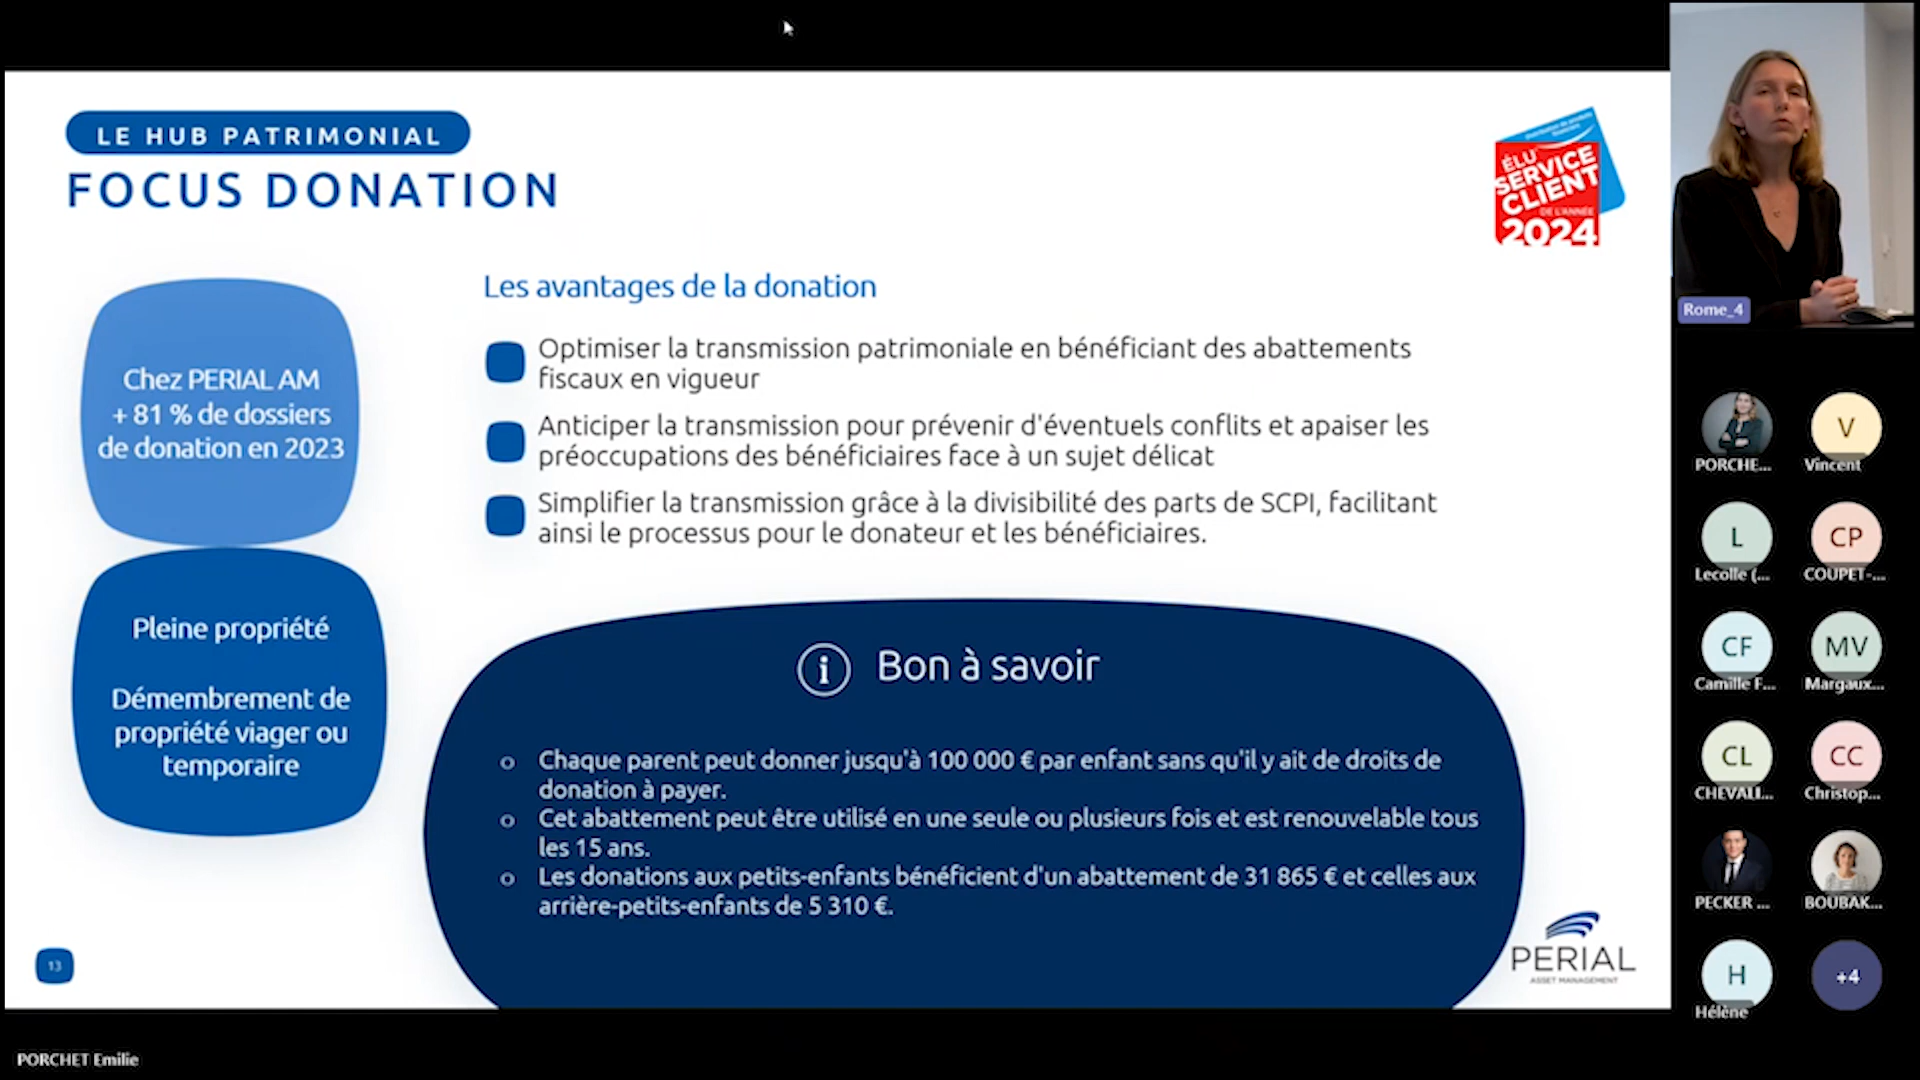 LE HUB PATRIMONIAL
FOCUS DONATION
ÉLU
SERVICE
CLIENT
DE L'ANNÉE
2024
Chez PERIAL AM
+ 81 % de dossiers
de donation en 2023
Pleine propriété
Démembrement de
propriété viager ou
temporaire
Les avantages de la donation
Optimiser la transmission patrimoniale en bénéficiant des abattements
fiscaux en vigueur
Anticiper la transmission pour prévenir d'éventuels conflits et apaiser les
préoccupations des bénéficiaires face à un sujet délicat
Simplifier la transmission grâce à la divisibilité des parts de SCPI, facilitant
ainsi le processus pour le donateur et les bénéficiaires.
i Bon à savoir
o Chaque parent peut donner jusqu'à 100 000 € par enfant sans qu'il y ait de droits de
donation à payer.
o Cet abattement peut être utilisé en une seule ou plusieurs fois et est renouvelable tous
les 15 ans.
o Les donations aux petits-enfants bénéficient d'un abattement de 31 865 € et celles aux
arrière-petits-enfants de 5 310 €.
13
PERIAL
ASSET MANAGEMENT
PORCHET Emilie
Rome_4
PORCHE...
V
Vincent
L
Lecolle (...
CP
COUPET-...
CF
Camille F...
MV
Margaux...
CL
CHEVALI...
CC
Christop...
PECKER ...
BOUBAK...
H
Hélène
+4